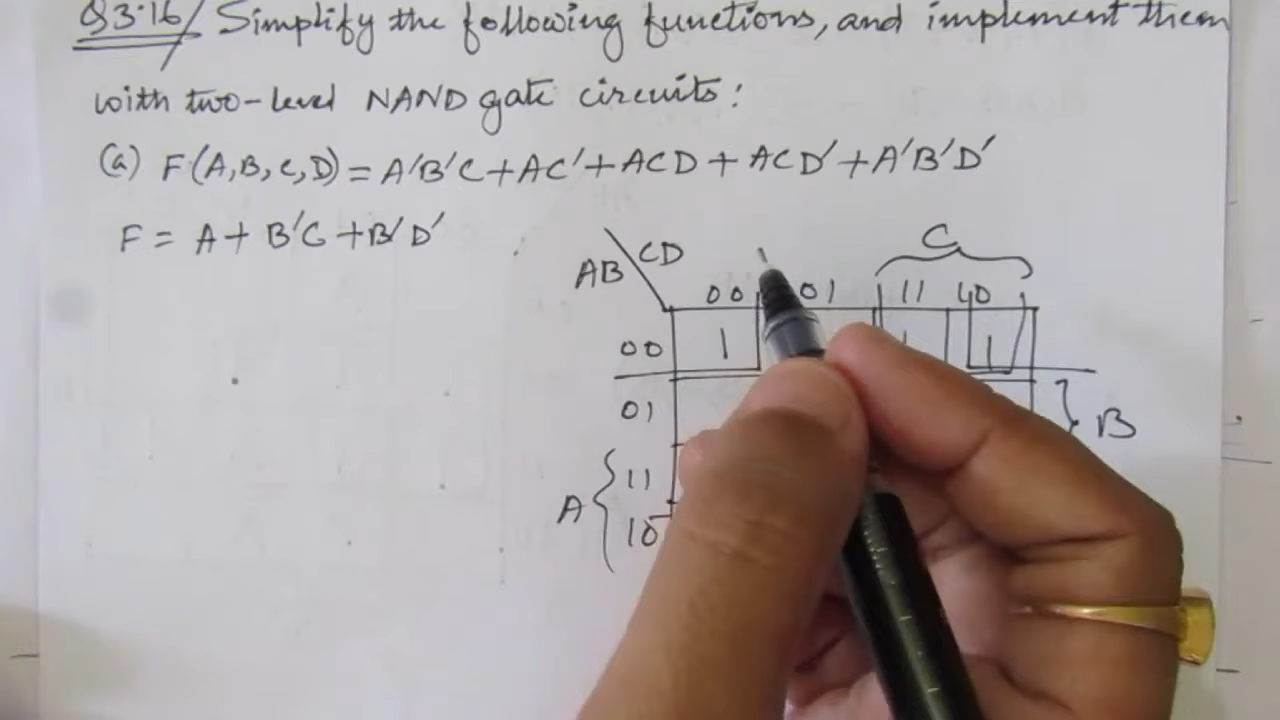 Q3.16/ Simplify the following functions, and implement them
with two-level NAND gate circuits:
(a) F(A,B,C,D) = A'B'C+AC'+ACD+ACD'+A'B'D'
F = A+ B'C +B'D'
C
CD
AB
00 01 11 10
00 1 1 1
01
B
11
A
10